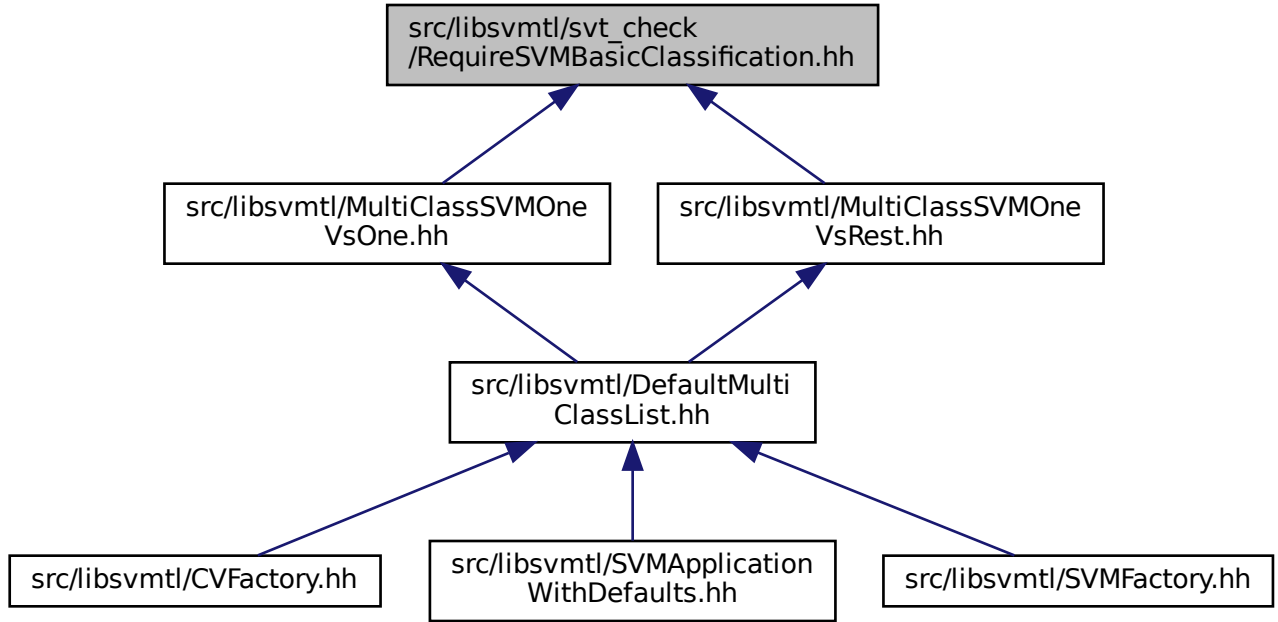 src/libsvmtl/svt_check
/RequireSVMBasicClassification.hh
src/libsvmtl/MultiClassSVMOne
VsOne.hh
src/libsvmtl/MultiClassSVMOne
VsRest.hh
src/libsvmtl/DefaultMulti
ClassList.hh
src/libsvmtl/CVFactory.hh
src/libsvmtl/SVMApplication
WithDefaults.hh
src/libsvmtl/SVMFactory.hh